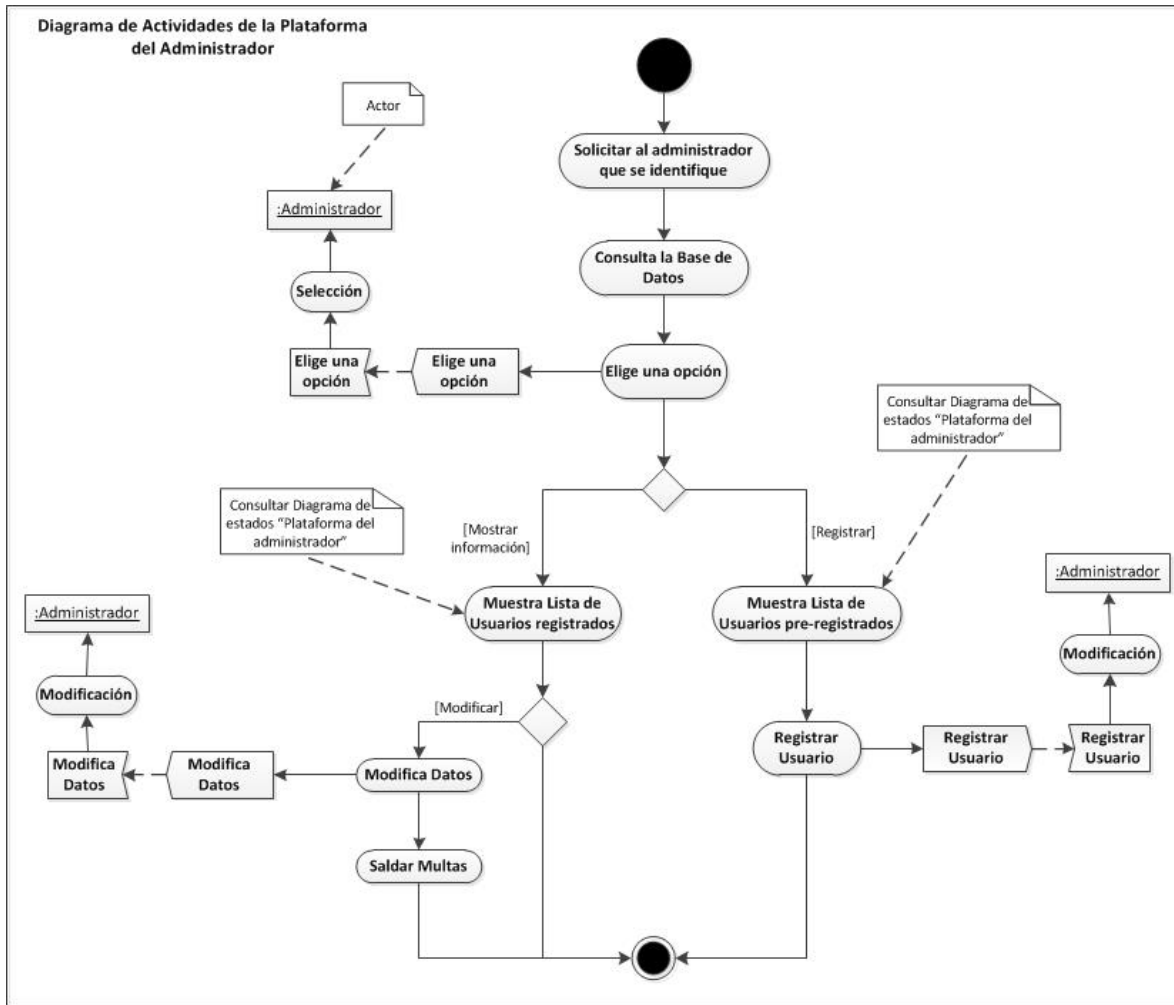 Diagrama de Actividades de la Plataforma
del Administrador
Actor
:Administrador
Selección
Elige una
opción
Elige una
opción
Solicitar al administrador
que se identifique
Consulta la Base de
Datos
Elige una opción
Consultar Diagrama de
estados "Plataforma del
administrador"
Consultar Diagrama de
estados "Plataforma del
administrador"
[Mostrar
información]
[Registrar]
Muestra Lista de
Usuarios registrados
Muestra Lista de
Usuarios pre-registrados
:Administrador
Modificación
Modifica
Datos
Modifica
Datos
[Modificar]
Modifica Datos
Saldar Multas
Registrar
Usuario
Registrar
Usuario
Registrar
Usuario
Modificación
:Administrador